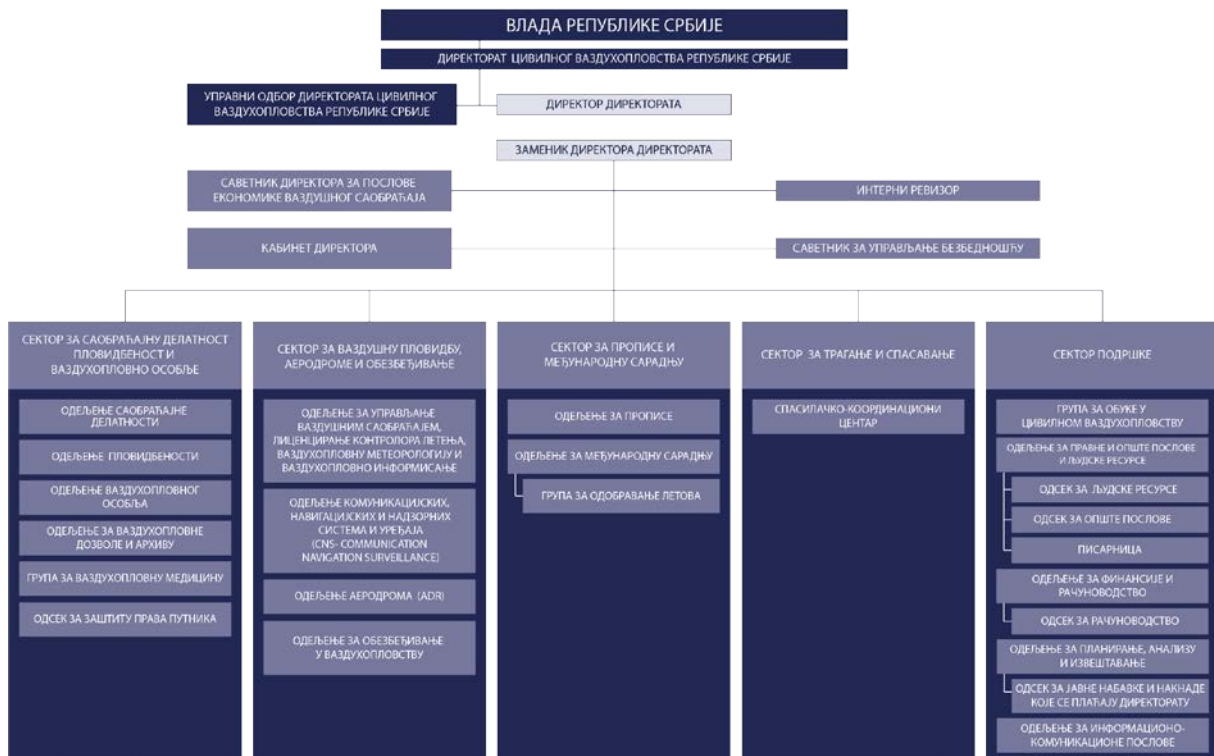 ВЛАДА РЕПУБЛИКЕ СРБИЈЕ
ДИРЕКТОРАТ ЦИВИЛНОГ ВАЗДУХОПЛОВСТВА РЕПУБЛИКЕ СРБИЈЕ
УПРАВНИ ОДБОР ДИРЕКТОРАТА ЦИВИЛНОГ
ВАЗДУХОПЛОВСТВА РЕПУБЛИКЕ СРБИЈЕ
ДИРЕКТОР ДИРЕКТОРАТА
ЗАМЕНИК ДИРЕКТОРА ДИРЕКТОРАТА
САВЕТНИК ДИРЕКТОРА ЗА ПОСЛОВЕ
ЕКОНОМИКЕ ВАЗДУШНОГ САОБРАЋАЈА
ИНТЕРНИ РЕВИЗОР
КАБИНЕТ ДИРЕКТОРА
САВЕТНИК ЗА УПРАВЉАЊЕ БЕЗБЕДНОШЋУ
СЕКТОР ЗА САОБРАЋАЈНУ ДЕЛАТНОСТ
ПЛОВИДБЕНОСТ И
ВАЗДУХОПЛОВНО ОСОБЉЕ
ОДЕЉЕЊЕ САОБРАЋАЈНЕ
ДЕЛАТНОСТИ
ОДЕЉЕЊЕ ПЛОВИДБЕНОСТИ
ОДЕЉЕЊЕ ВАЗДУХОПЛОВНОГ
ОСОБЉА
ОДЕЉЕЊЕ ЗА ВАЗДУХОПЛОВНЕ
ДОЗВОЛЕ И АРХИВУ
ГРУПА ЗА ВАЗДУХОПЛОВНУ МЕДИЦИНУ
ОДСЕК ЗА ЗАШТИТУ ПРАВА ПУТНИКА
СЕКТОР ЗА ВАЗДУШНУ ПЛОВИДБУ,
АЕРОДРОМЕ И ОБЕЗБЕЂИВАЊЕ
ОДЕЉЕЊЕ ЗА УПРАВЉАЊЕ
ВАЗДУШНИМ САОБРАЋАЈЕМ,
ЛИЦЕНЦИРАЊЕ КОНТРОЛОРА ЛЕТЕЊА,
ВАЗДУХОПЛОВНУ МЕТЕОРОЛОГИЈУ И
ВАЗДУХОПЛОВНО ИНФОРМИСАЊЕ
ОДЕЉЕЊЕ КОМУНИКАЦИЈСКИХ,
НАВИГАЦИЈСКИХ И НАДЗОРНИХ
СИСТЕМА И УРЕЂАЈА
(CNS- COMMUNICATION
NAVIGATION SURVEILLANCE)
ОДЕЉЕЊЕ АЕРОДРОМА (ADR)
ОДЕЉЕЊЕ ЗА ОБЕЗБЕЂИВАЊЕ
У ВАЗДУХОПЛОВСТВУ
СЕКТОР ЗА ПРОПИСЕ И
МЕЂУНАРОДНУ САРАДЊУ
ОДЕЉЕЊЕ ЗА ПРОПИСЕ
ОДЕЉЕЊЕ ЗА МЕЂУНАРОДНУ САРАДЊУ
ГРУПА ЗА ОДОБРАВАЊЕ ЛЕТОВА
СЕКТОР ЗА ТРАГАЊЕ И СПАСАВАЊЕ
СПАСИЛАЧКО-КООРДИНАЦИОНИ
ЦЕНТАР
СЕКТОР ПОДРШКЕ
ГРУПА ЗА ОБУКЕ У
ЦИВИЛНОМ ВАЗДУХОПЛОВСТВУ
ОДЕЉЕЊЕ ЗА ПРАВНЕ И ОПШТЕ ПОСЛОВЕ
И ЉУДСКЕ РЕСУРСЕ
ОДСЕК ЗА ЉУДСКЕ РЕСУРСЕ
ОДСЕК ЗА ОПШТЕ ПОСЛОВЕ
ПИСАРНИЦА
ОДЕЉЕЊЕ ЗА ФИНАНСИЈЕ И
РАЧУНОВОДСТВО
ОДСЕК ЗА РАЧУНОВОДСТВО
ОДЕЉЕЊЕ ЗА ПЛАНИРАЊЕ, АНАЛИЗУ
И ИЗВЕШТАВАЊЕ
ОДСЕК ЗА ЈАВНЕ НАБАВКЕ И НАКНАДЕ
КОЈЕ СЕ ПЛАЋАЈУ ДИРЕКТОРАТУ
ОДЕЉЕЊЕ ЗА ИНФОРМАЦИОНО-
КОМУНИКАЦИОНЕ ПОСЛОВЕ